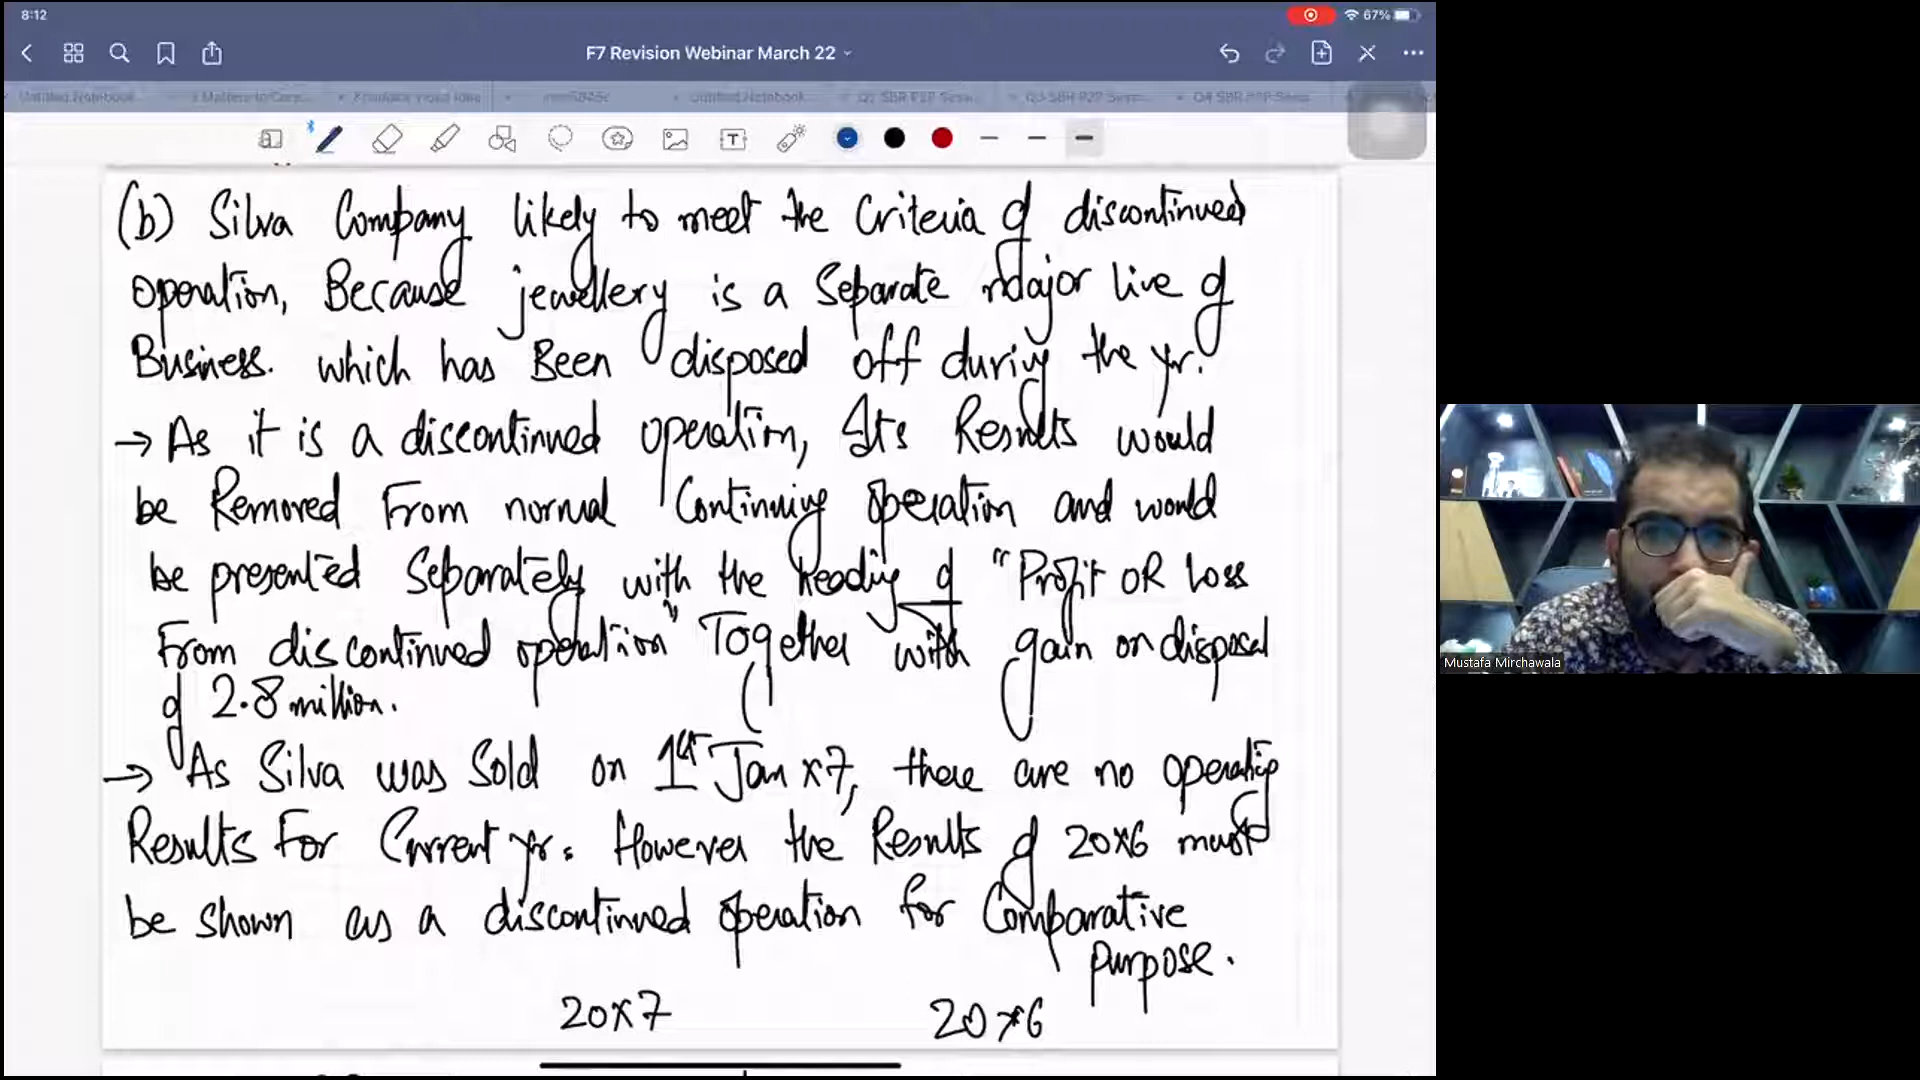 8:12
67%
F7 Revision Webinar March 22
Untitled Notebook...
Untitled Notebook...
(b) Silva Company likely to meet the Criteria of discontinued
operation, Because jewellery is a Separate Major line of
Business. which has Been disposed off during the yr.
→ As it is a discontinued operation, Its Results would
be Removed From normal Continuing operation and would
be presented Separately with the heading of "Profit OR Loss
From discontinued operation" Together with gain on disposal
of 2.8 million.
→ As Silva was Sold on 1st Jan x7, there are no operating
Results For Current yr. However the Results of 20x6 must
be shown as a discontinued operation for Comparative
purpose.
20x7 20x6
Mustafa Mirchawala